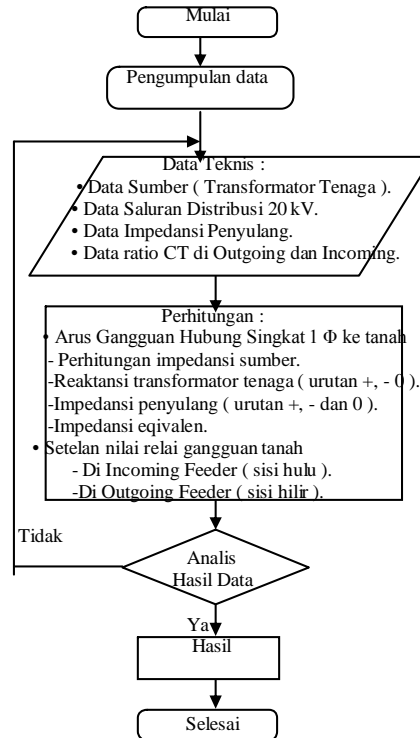 Mulai
Pengumpulan data
Data Teknis :
• Data Sumber ( Transformator Tenaga ).
• Data Saluran Distribusi 20 kV.
• Data Impedansi Penyulang.
• Data ratio CT di Outgoing dan Incoming.
Perhitungan :
• Arus Gangguan Hubung Singkat 1 Φ ke tanah
- Perhitungan impedansi sumber.
-Reaktansi transformator tenaga ( urutan +, - 0 ).
-Impedansi penyulang ( urutan +, - dan 0 ).
-Impedansi eqivalen.
• Setelan nilai relai gangguan tanah
- Di Incoming Feeder ( sisi hulu ).
-Di Outgoing Feeder ( sisi hilir ).
Tidak
Analis
Hasil Data
Ya
Hasil
Selesai